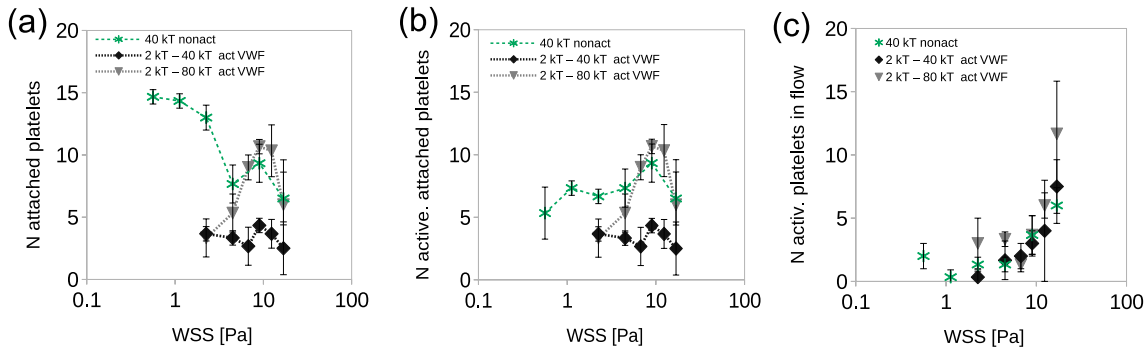 (a)
40 kT nonact
2 kT – 40 kT act VWF
2 kT – 80 kT act VWF
N attached platelets
20
15
10
5
0
0.1 1 10 100
WSS [Pa]
(b)
40 kT nonact
2 kT – 40 kT act VWF
2 kT – 80 kT act VWF
N active. attached platelets
20
15
10
5
0
0.1 1 10 100
WSS [Pa]
(c)
40 kT nonact
2 kT – 40 kT act VWF
2 kT – 80 kT act VWF
N activ. platelets in flow
20
15
10
5
0
0.1 1 10 100
WSS [Pa]